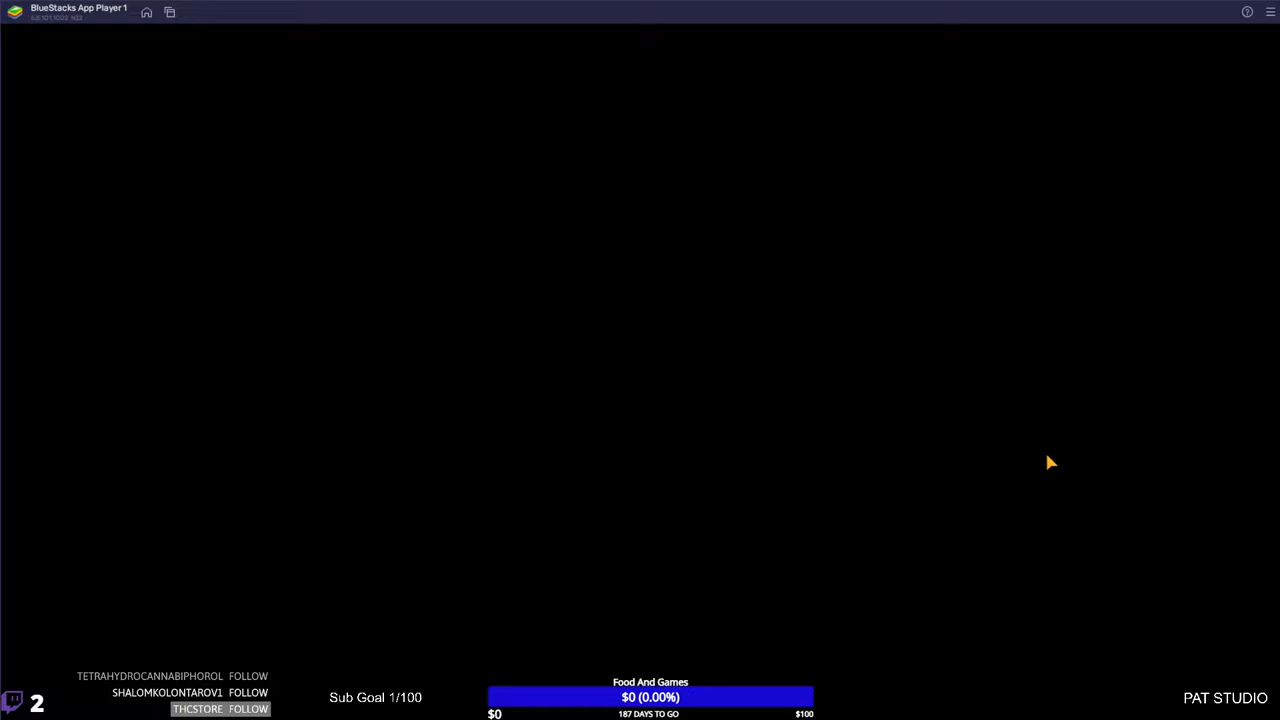 BlueStacks App Player 1
TETRAHYDROCANNABIPHOROL FOLLOW
SHALOMKOLONTAROV1 FOLLOW
THCSTORE FOLLOW
2
Sub Goal 1/100
Food And Games
$0 (0.00%)
$0 187 DAYS TO GO $100
PAT STUDIO